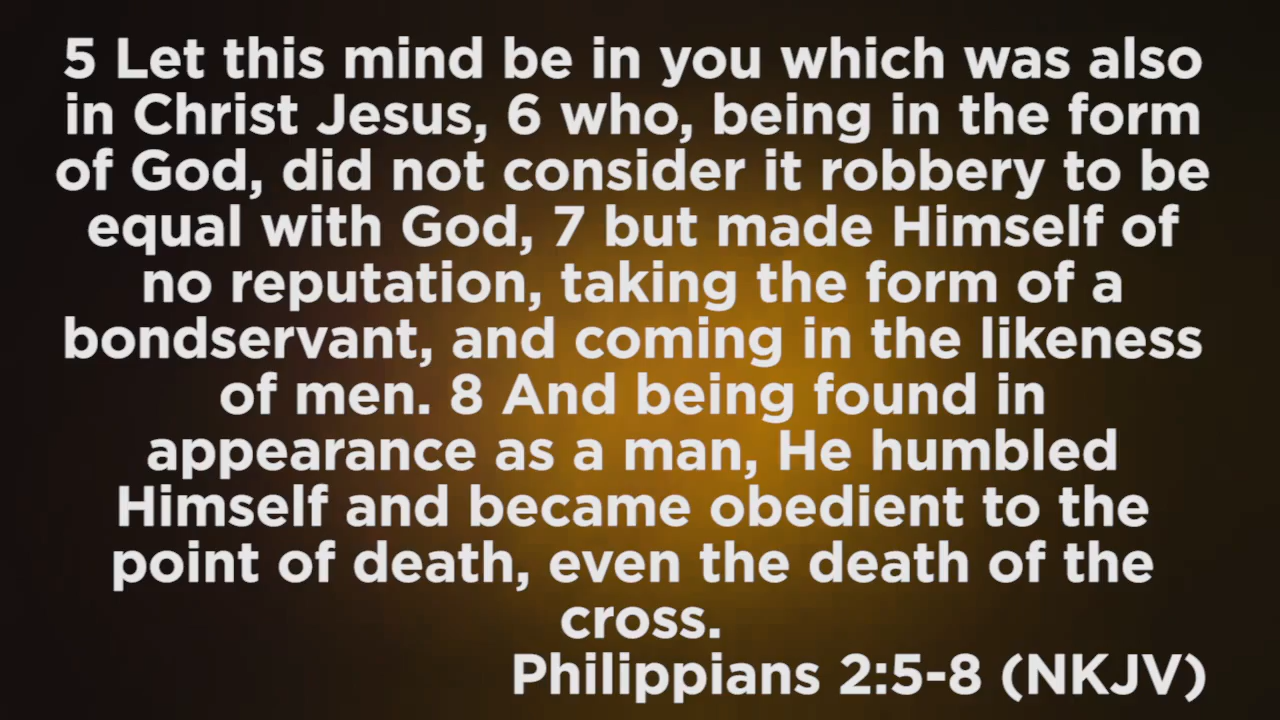 5 Let this mind be in you which was also
in Christ Jesus, 6 who, being in the form
of God, did not consider it robbery to be
equal with God, 7 but made Himself of
no reputation, taking the form of a
bondservant, and coming in the likeness
of men. 8 And being found in
appearance as a man, He humbled
Himself and became obedient to the
point of death, even the death of the
cross.
Philippians 2:5-8 (NKJV)